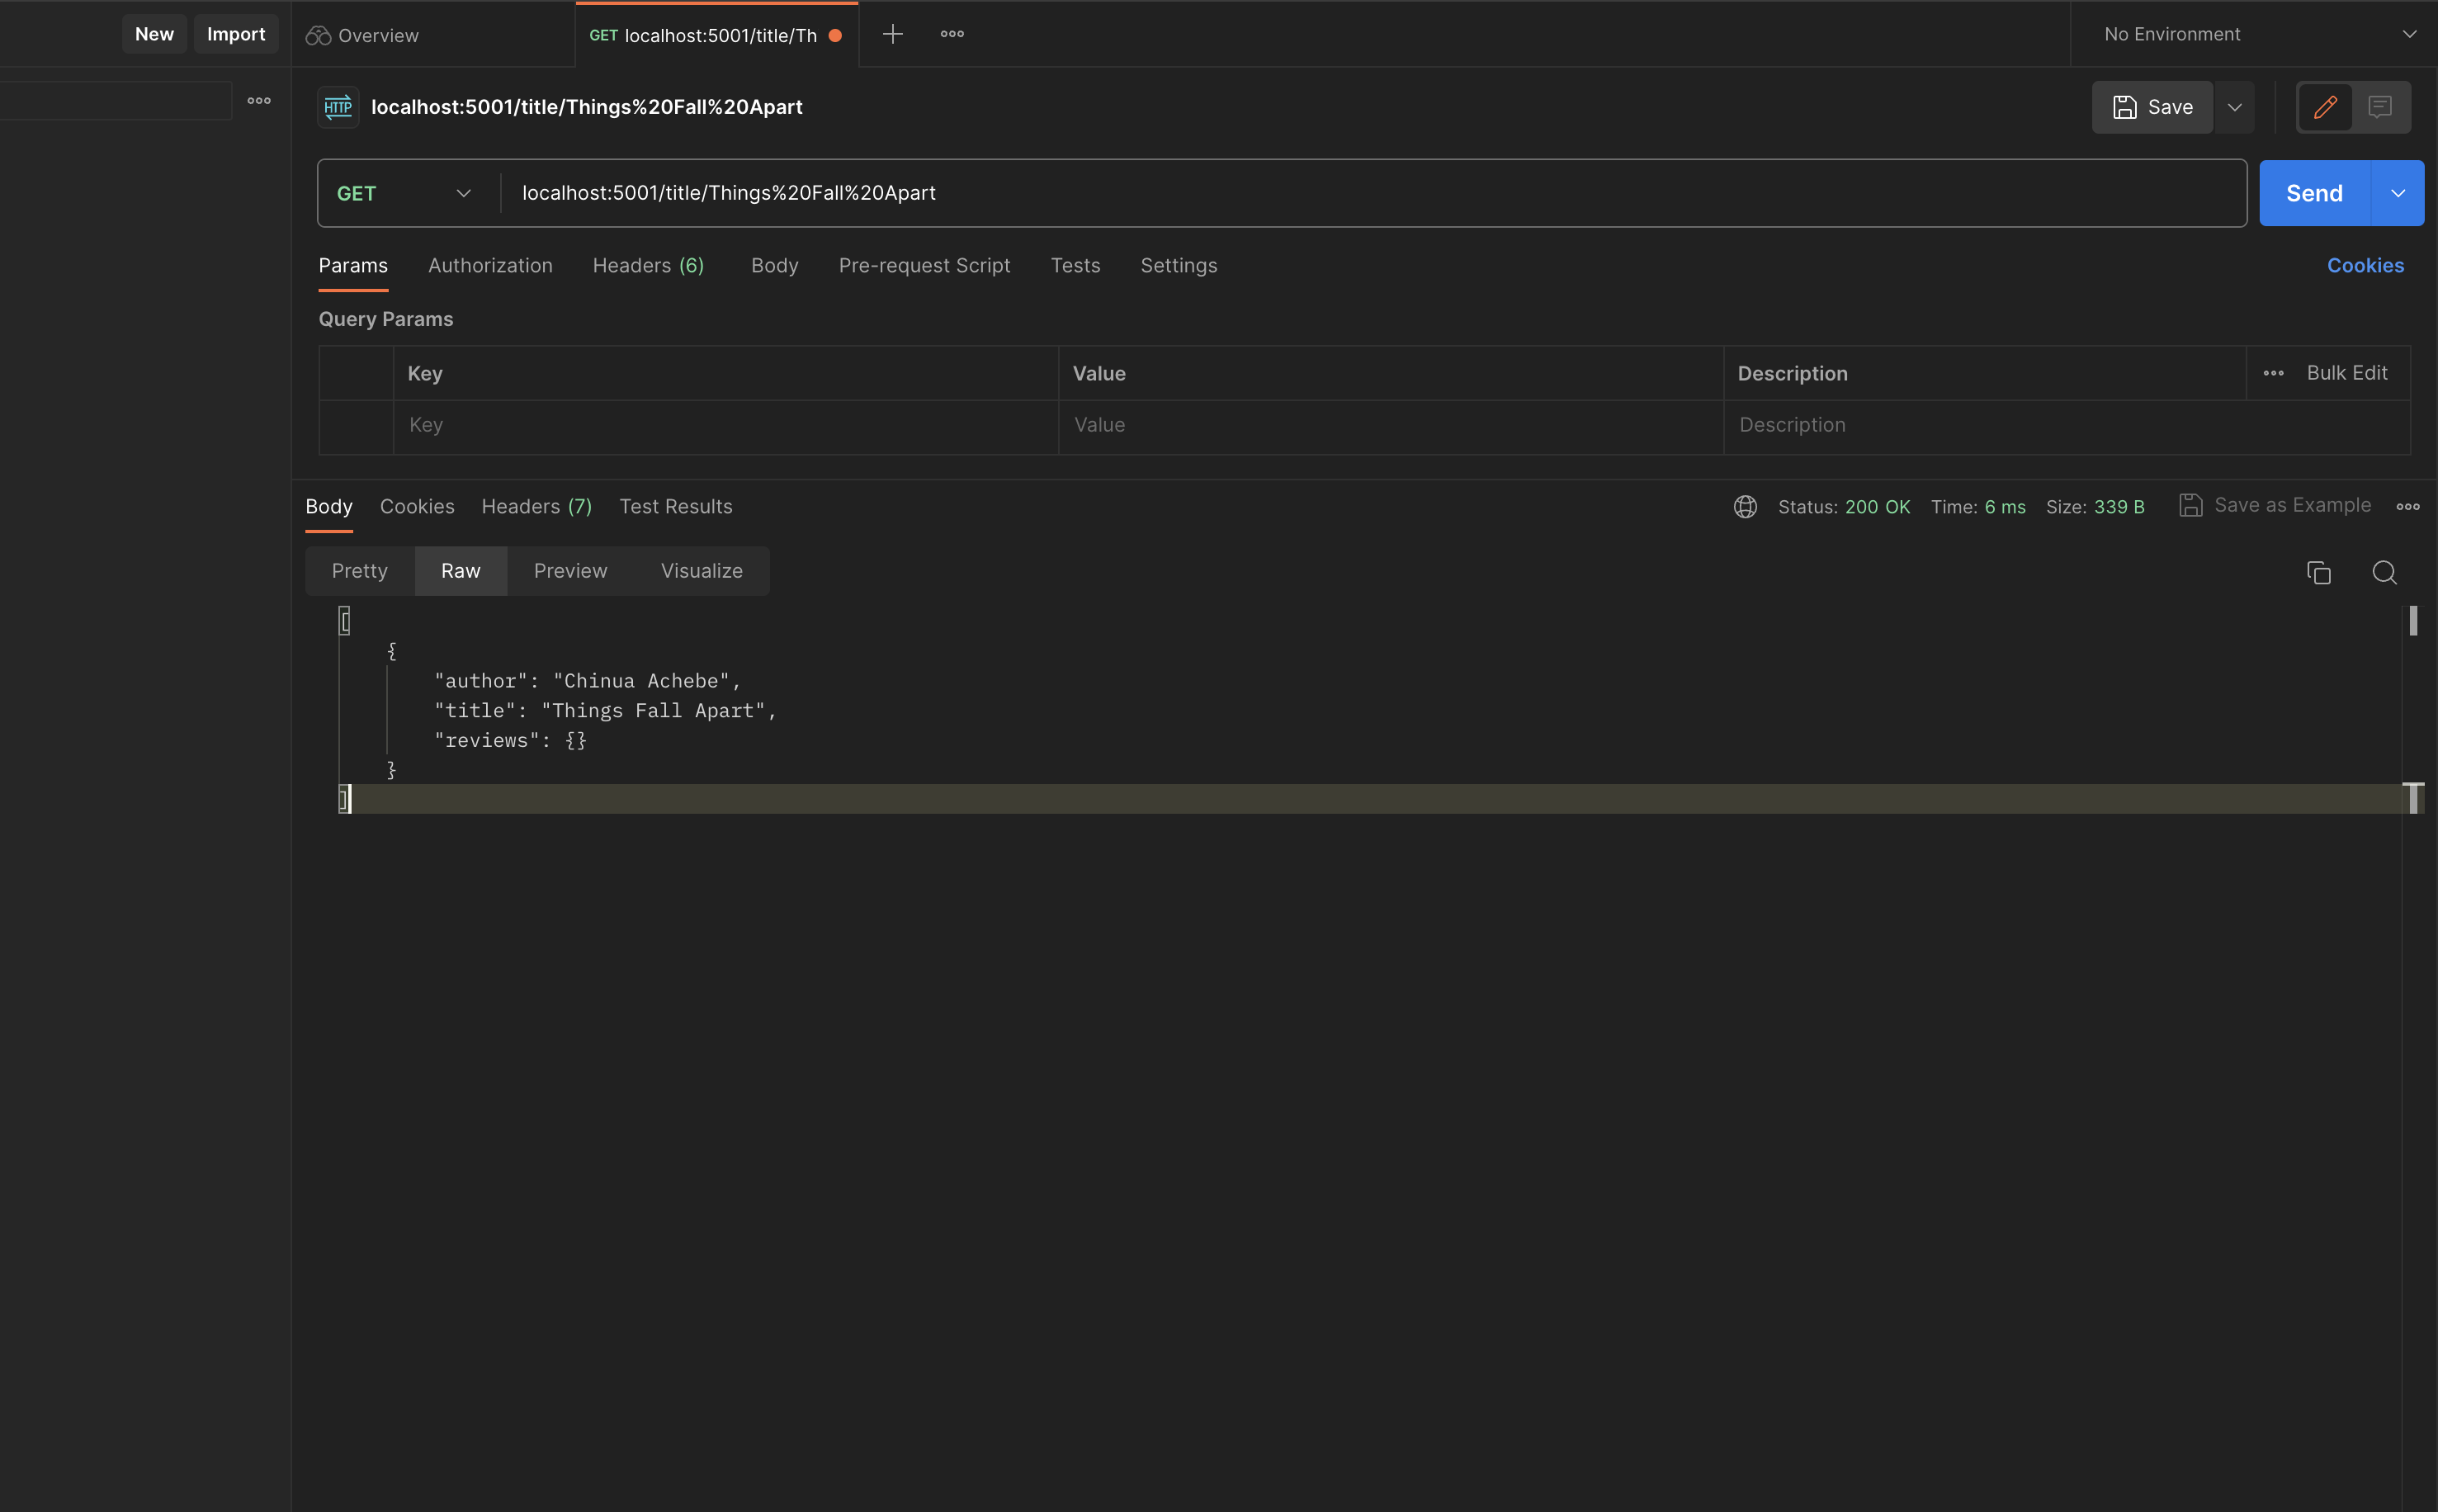 New Import Overview GET localhost:5001/title/Th No Environment
HTTP localhost:5001/title/Things%20Fall%20Apart Save
GET localhost:5001/title/Things%20Fall%20Apart Send
Params Authorization Headers (6) Body Pre-request Script Tests Settings Cookies
Query Params
Key Value Description Bulk Edit
Key Value Description
Body Cookies Headers (7) Test Results Status: 200 OK Time: 6 ms Size: 339 B Save as Example
Pretty Raw Preview Visualize
[
{
"author": "Chinua Achebe",
"title": "Things Fall Apart",
"reviews": {}
}
]